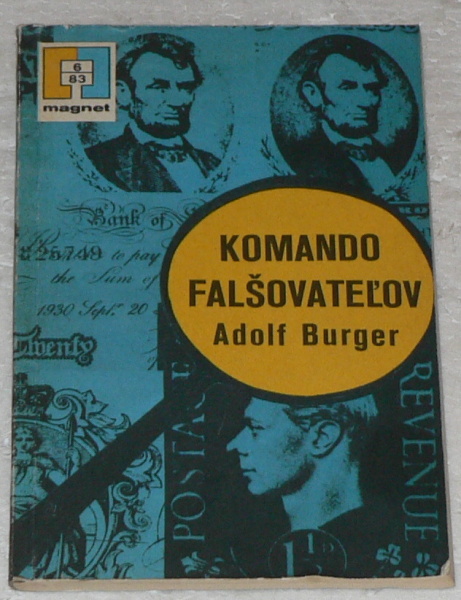 6
83
magnet
Bank of
25749 to pay
the Sum of
1930 Sept. 20
Twenty
KOMANDO
FALŠOVATEĽOV
Adolf Burger
POSTAGE
REVENUE
1½D